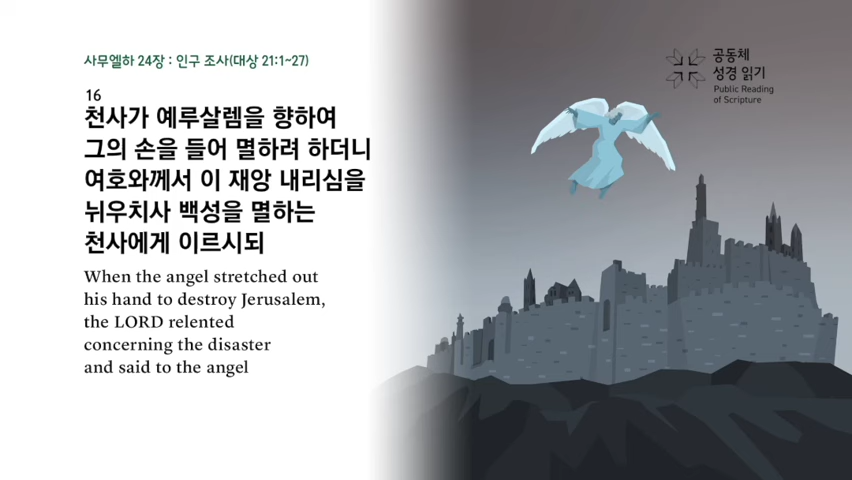 사무엘하 24장 : 인구 조사(대상 21:1~27)
16
천사가 예루살렘을 향하여
그의 손을 들어 멸하려 하더니
여호와께서 이 재앙 내리심을
뉘우치사 백성을 멸하는
천사에게 이르시되
When the angel stretched out
his hand to destroy Jerusalem,
the LORD relented
concerning the disaster
and said to the angel
공동체
성경 읽기
Public Reading
of Scripture